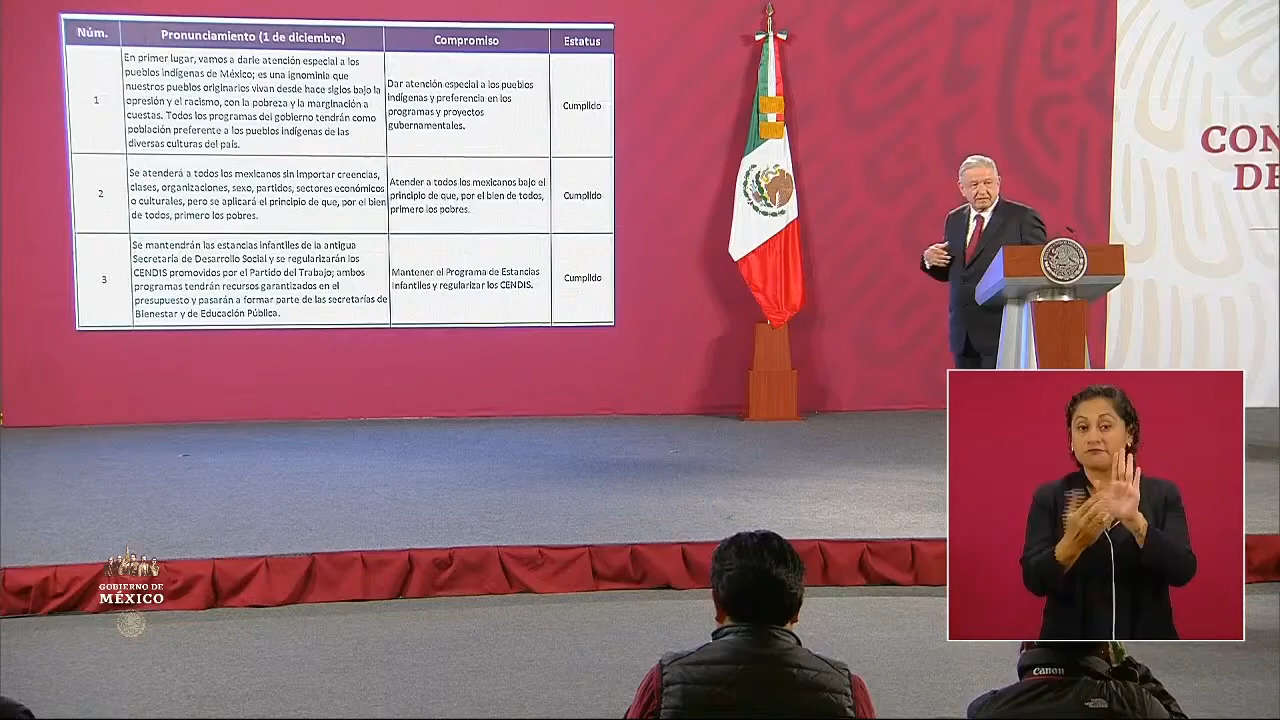 Núm.
Pronunciamiento (1 de diciembre)
Compromiso
Estatus
1
En primer lugar, vamos a darle atención especial a los
pueblos indígenas de México; es una ignominia que
nuestros pueblos originarios vivan desde hace siglos bajo la
opresión y el racismo, con la pobreza y la marginación a
cuestas. Todos los programas del gobierno tendrán como
población preferente a los pueblos indígenas de las
diversas culturas del país.
Dar atención especial a los pueblos
indígenas y preferencia en los
programas y proyectos
gubernamentales.
Cumplido
2
Se atenderá a todos los mexicanos sin importar creencias,
clases, organizaciones, sexo, partidos, sectores económicos
o culturales, pero se aplicará el principio de que, por el bien
de todos, primero los pobres.
Atender a todos los mexicanos bajo el
principio de que, por el bien de todos,
primero los pobres.
Cumplido
3
Se mantendrán las estancias infantiles de la antigua
Secretaría de Desarrollo Social y se regularizarán los
CENDIS promovidos por el Partido del Trabajo; ambos
programas tendrán recursos garantizados en el
presupuesto y pasarán a formar parte de las secretarías de
Bienestar y de Educación Pública.
Mantener el Programa de Estancias
Infantiles y regularizar los CENDIS.
Cumplido
CON
DE
GOBIERNO DE
MÉXICO
Canon